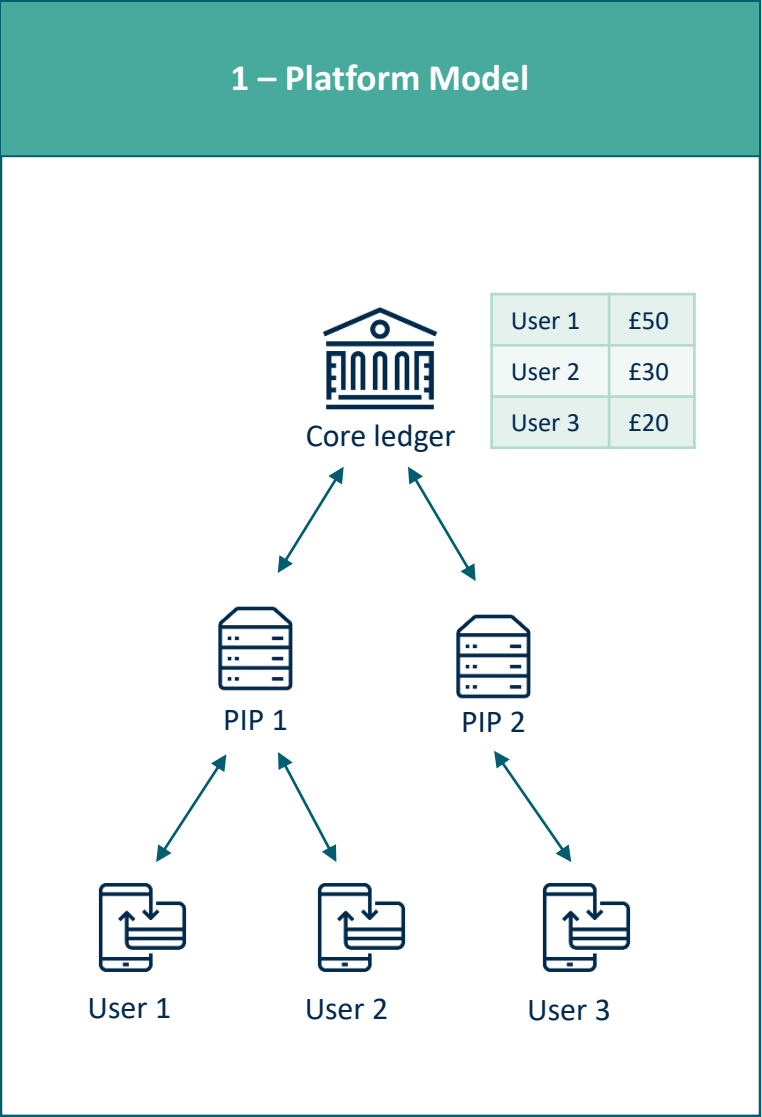 1 – Platform Model
User 1 £50
User 2 £30
User 3 £20
Core ledger
PIP 1
PIP 2
User 1
User 2
User 3